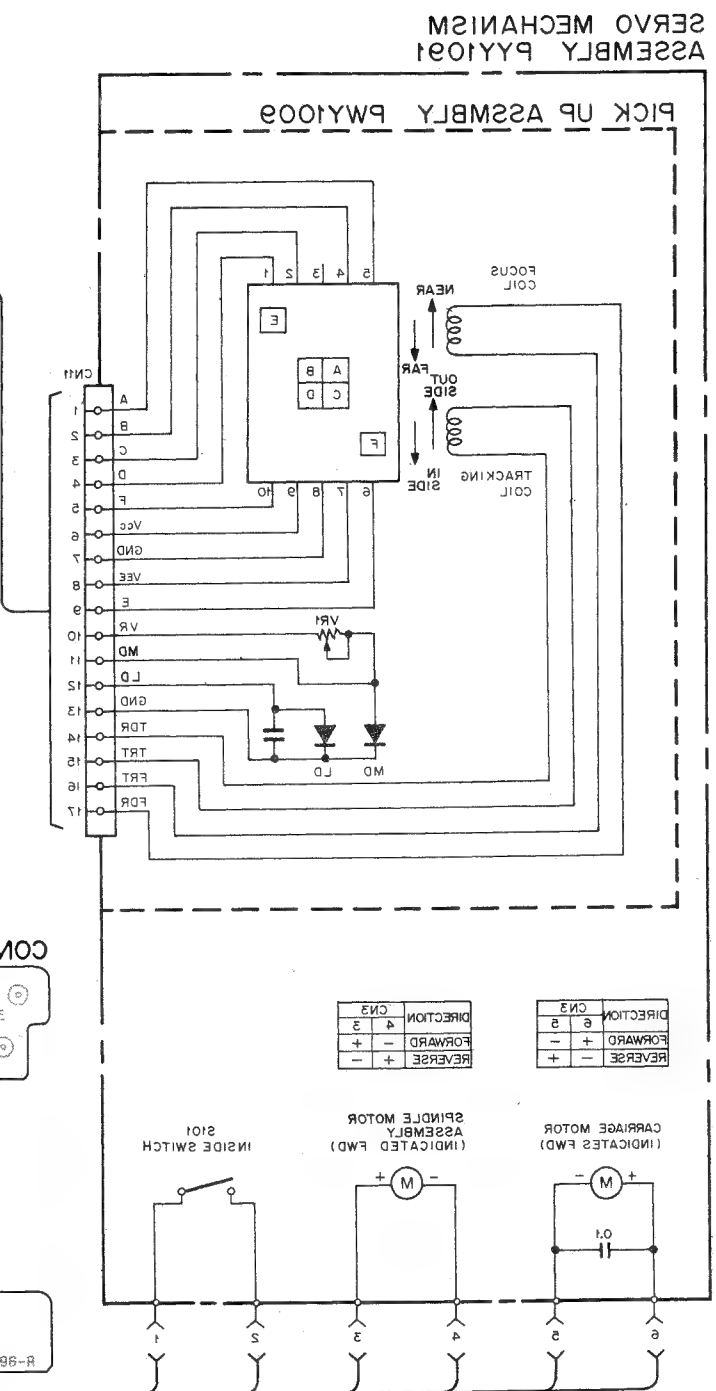 SERVO MECHANISM
ASSEMBLY PYY1091
PICK UP ASSMBLY PWY1009
FOCUS
COIL
NEAR
FAR
OUT
SIDE
IN
SIDE
TRACKING
COIL
5 4 3 2 1
E
A B
C D
F
6 7 8 9 10
CN11
A 1
B 2
C 3
D 4
F 5
Vcc 6
GND 7
VEE 8
E 9
VR 10
MD 11
LD 12
GND 13
TDR 14
TRT 15
FRT 16
FDR 17
VR1
MD LD
CON
DIRECTION CN3
6 5
FORWARD + −
REVERSE − +
DIRECTION CN3
4 3
FORWARD − +
REVERSE + −
CARRIAGE MOTOR
(INDICATES FWD)
+ M −
0.1
SPINDLE MOTOR
ASSEMBLY
(INDICATED FWD)
− M +
S101
INSIDE SWITCH
6 5 4 3 2 1